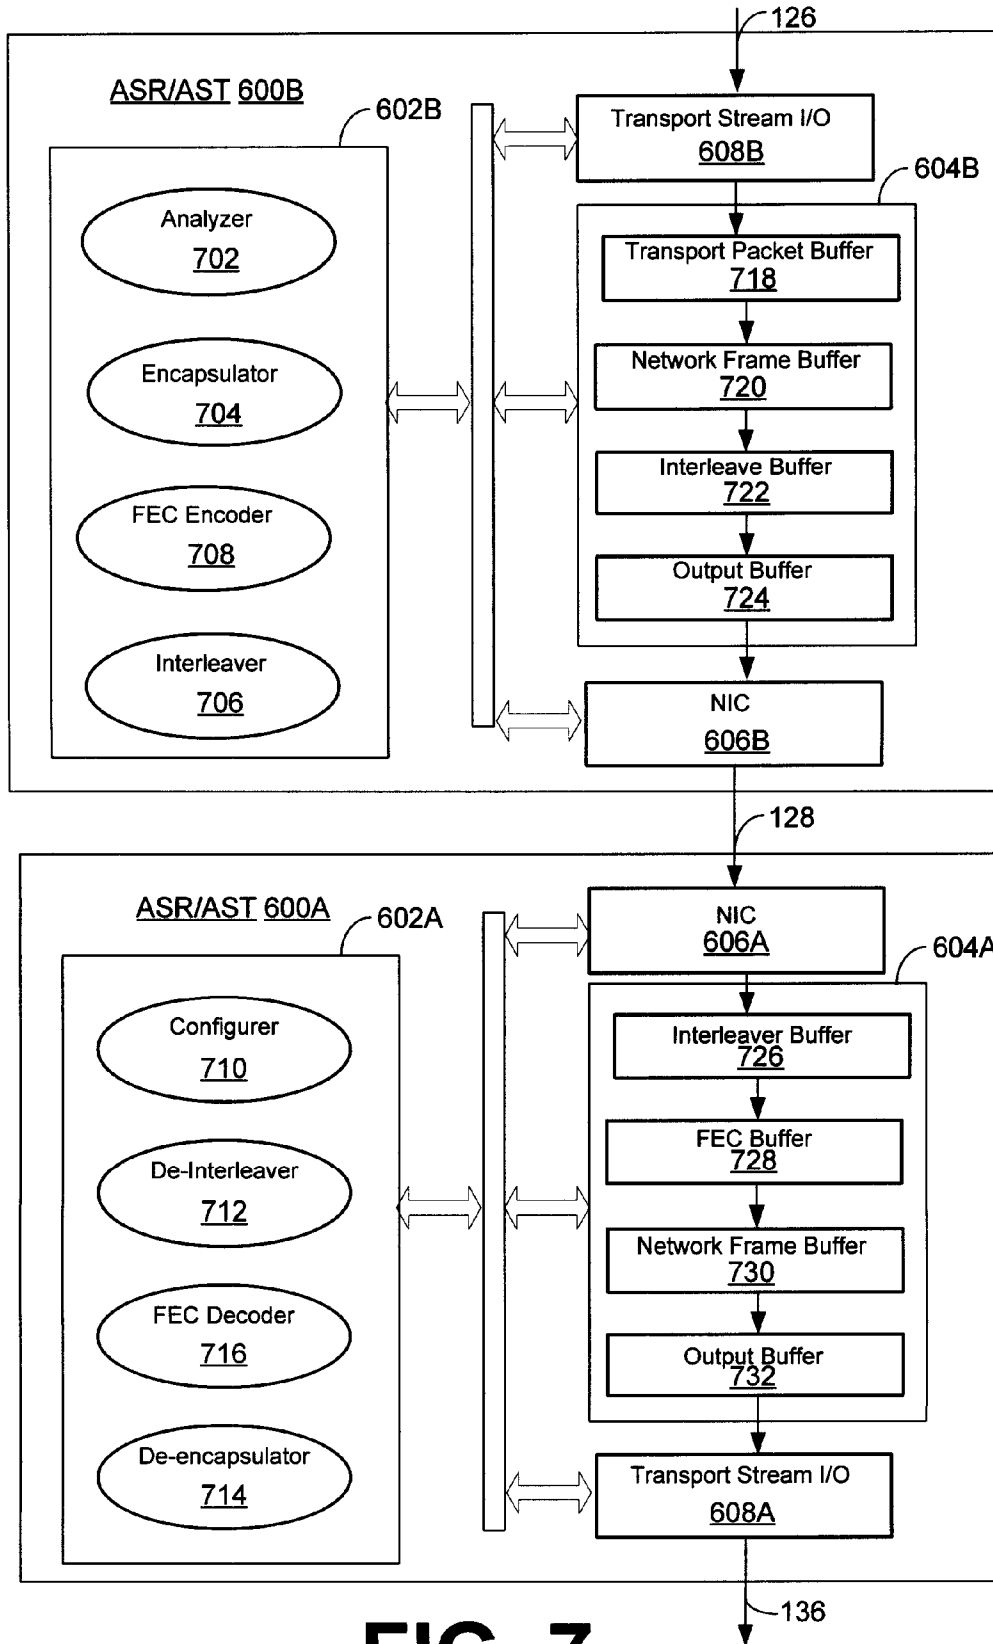 126
ASR/AST 600B
602B
Transport Stream I/O
608B
604B
Analyzer
702
Transport Packet Buffer
718
Encapsulator
704
Network Frame Buffer
720
Interleave Buffer
722
FEC Encoder
708
Output Buffer
724
Interleaver
706
NIC
606B
128
ASR/AST 600A
602A
NIC
606A
604A
Configurer
710
Interleaver Buffer
726
FEC Buffer
728
De-Interleaver
712
Network Frame Buffer
730
FEC Decoder
716
Output Buffer
732
De-encapsulator
714
Transport Stream I/O
608A
136
FIG. 7